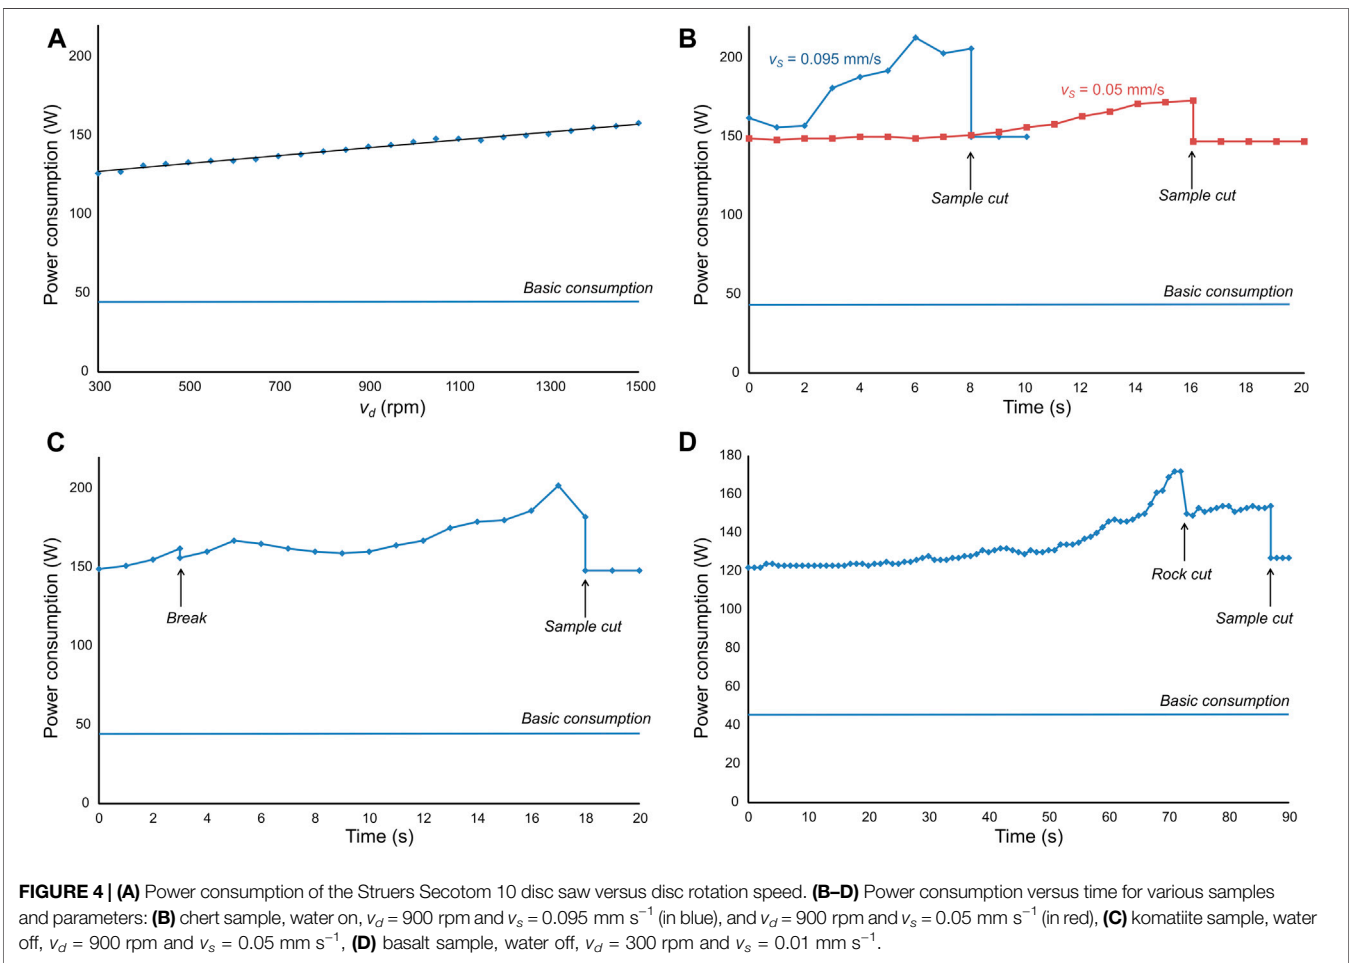 A
Power consumption (W)
200
150
100
50
0
Basic consumption
300 500 700 900 1100 1300 1500
v_d (rpm)
B
Power consumption (W)
200
150
100
50
0
v_S = 0.095 mm/s
v_S = 0.05 mm/s
Sample cut
Sample cut
Basic consumption
0 2 4 6 8 10 12 14 16 18 20
Time (s)
C
Power consumption (W)
200
150
100
50
0
Break
Sample cut
Basic consumption
0 2 4 6 8 10 12 14 16 18 20
Time (s)
D
Power consumption (W)
180
160
140
120
100
80
60
40
20
0
Rock cut
Sample cut
Basic consumption
0 10 20 30 40 50 60 70 80 90
Time (s)
FIGURE 4 | (A) Power consumption of the Struers Secotom 10 disc saw versus disc rotation speed. (B–D) Power consumption versus time for various samples
and parameters: (B) chert sample, water on, v_d = 900 rpm and v_s = 0.095 mm s⁻¹ (in blue), and v_d = 900 rpm and v_s = 0.05 mm s⁻¹ (in red), (C) komatiite sample, water
off, v_d = 900 rpm and v_s = 0.05 mm s⁻¹, (D) basalt sample, water off, v_d = 300 rpm and v_s = 0.01 mm s⁻¹.